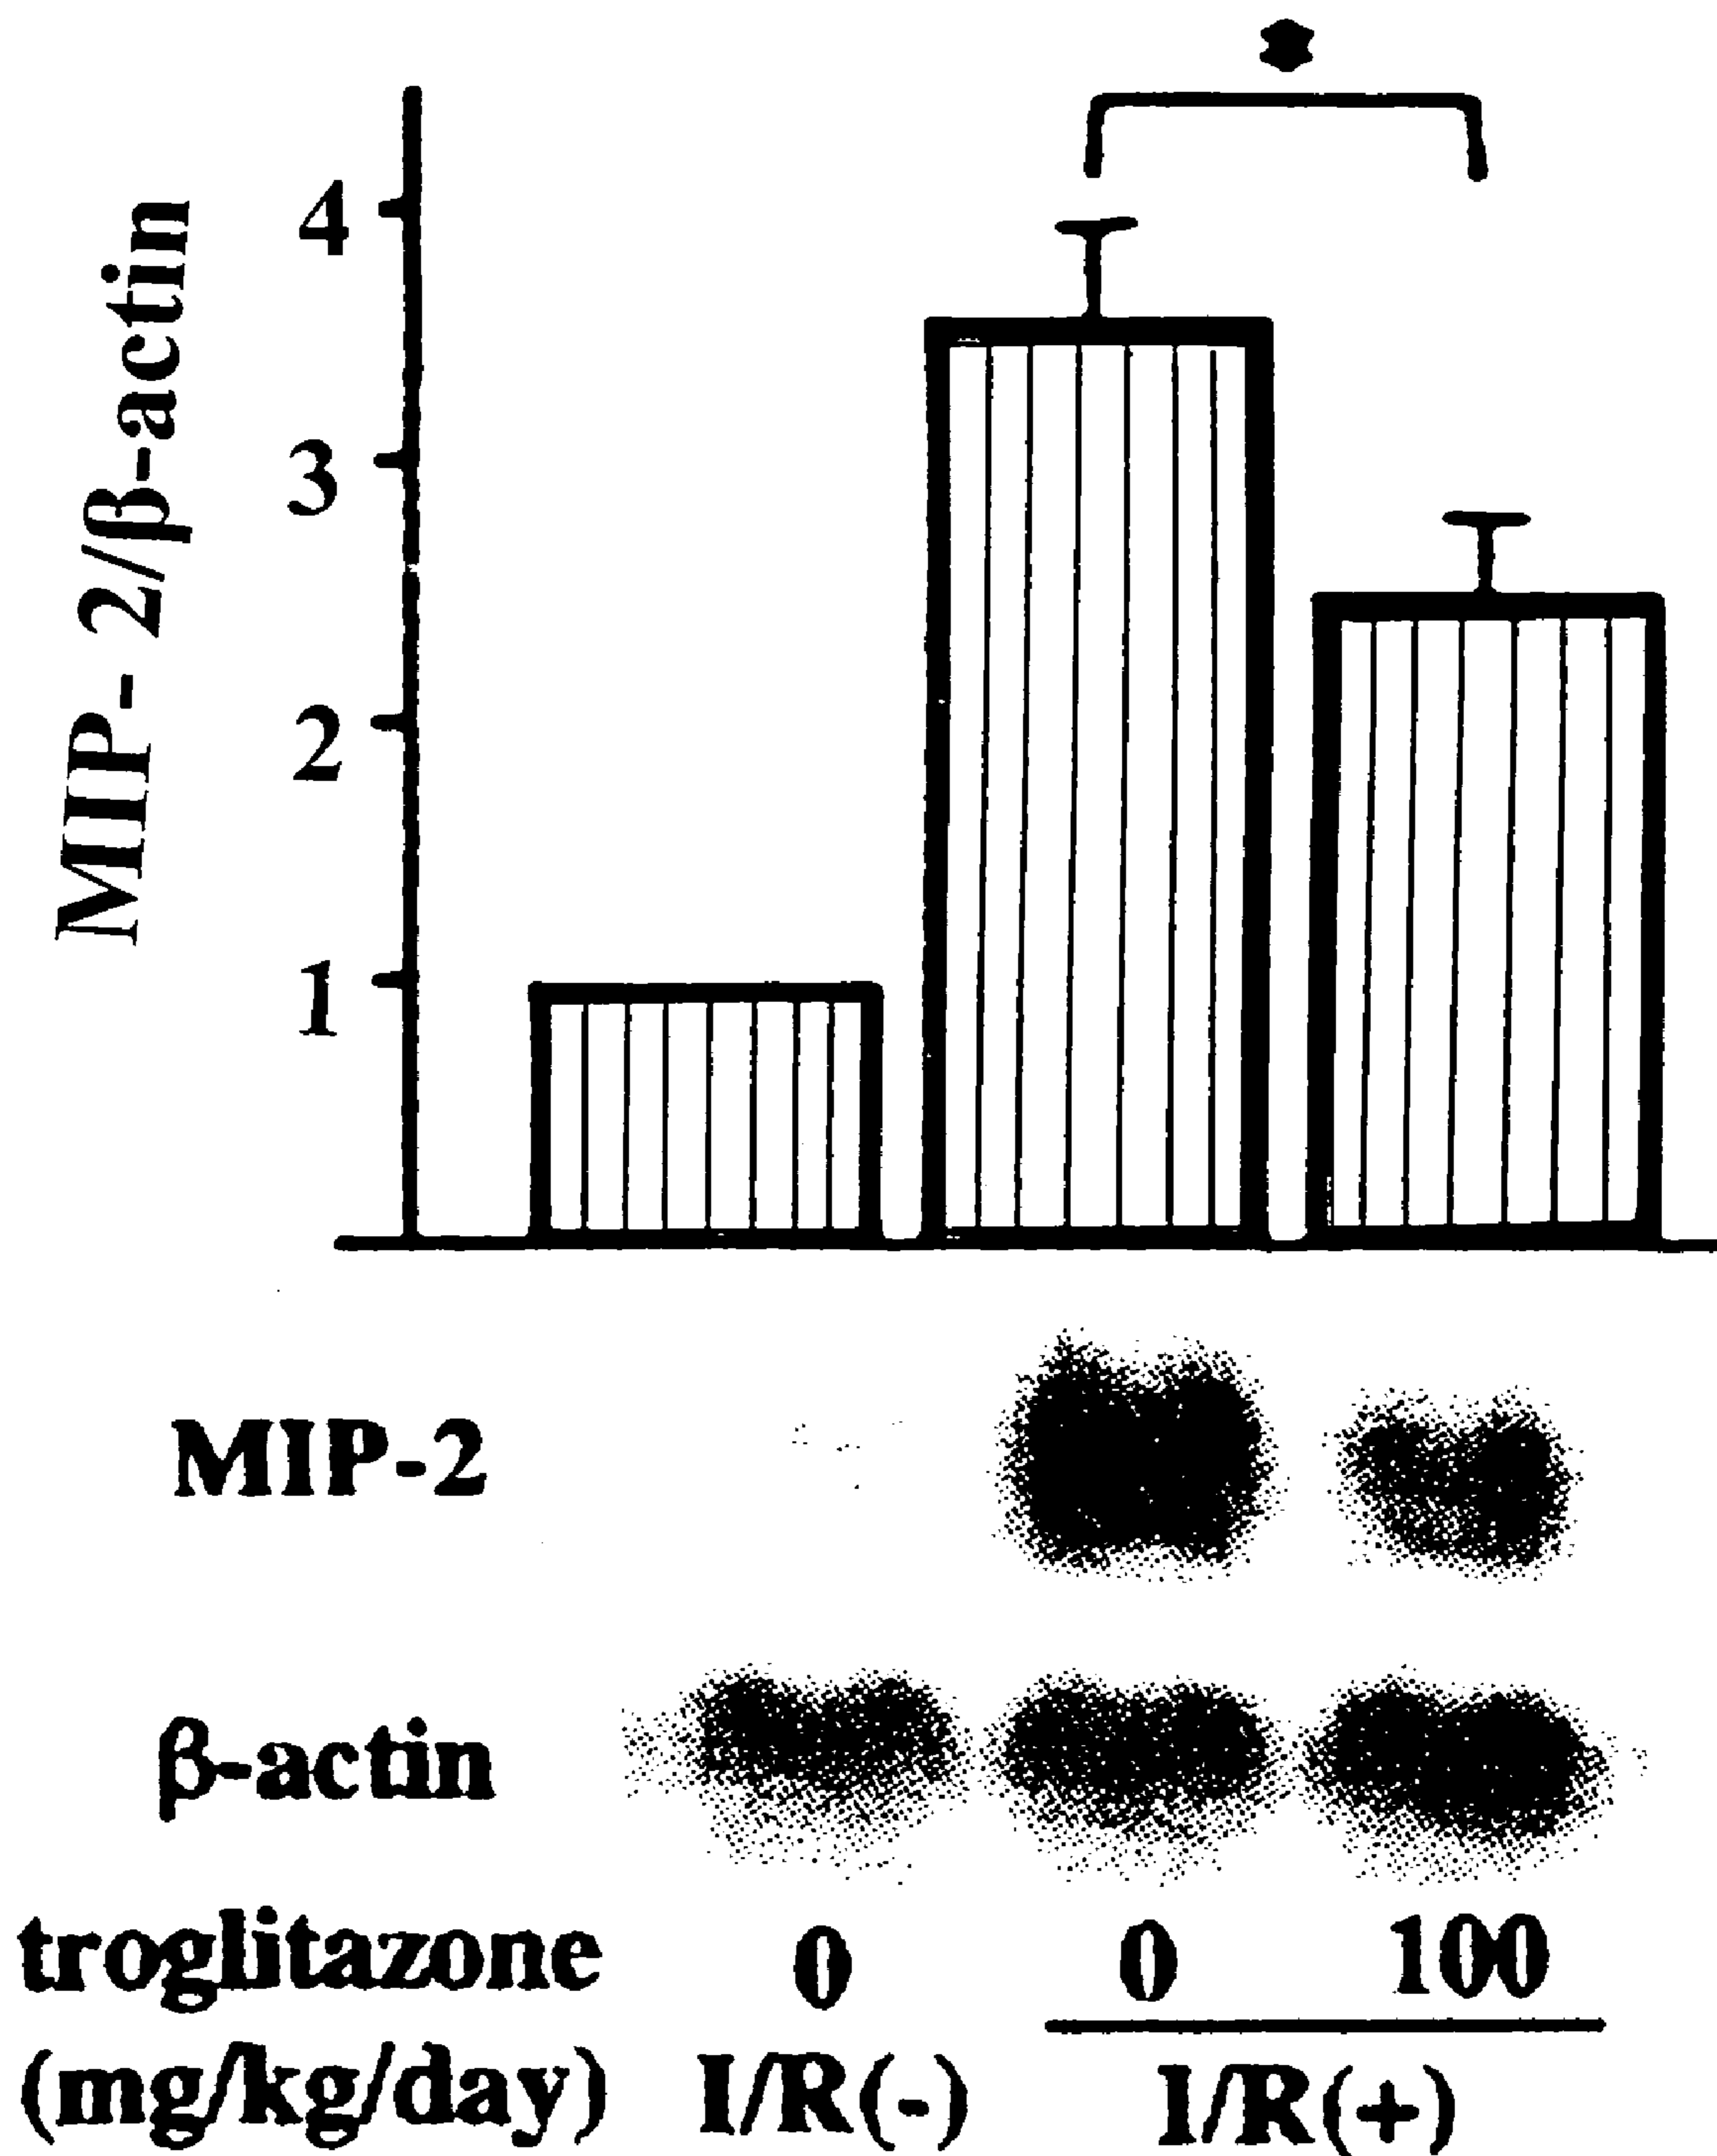 *
MIP- 2//β-actin
4
3
2
1
MIP-2
β-actin
troglitazone 0 0 100
(mg/kg/day) I/R(-) I/R(+)